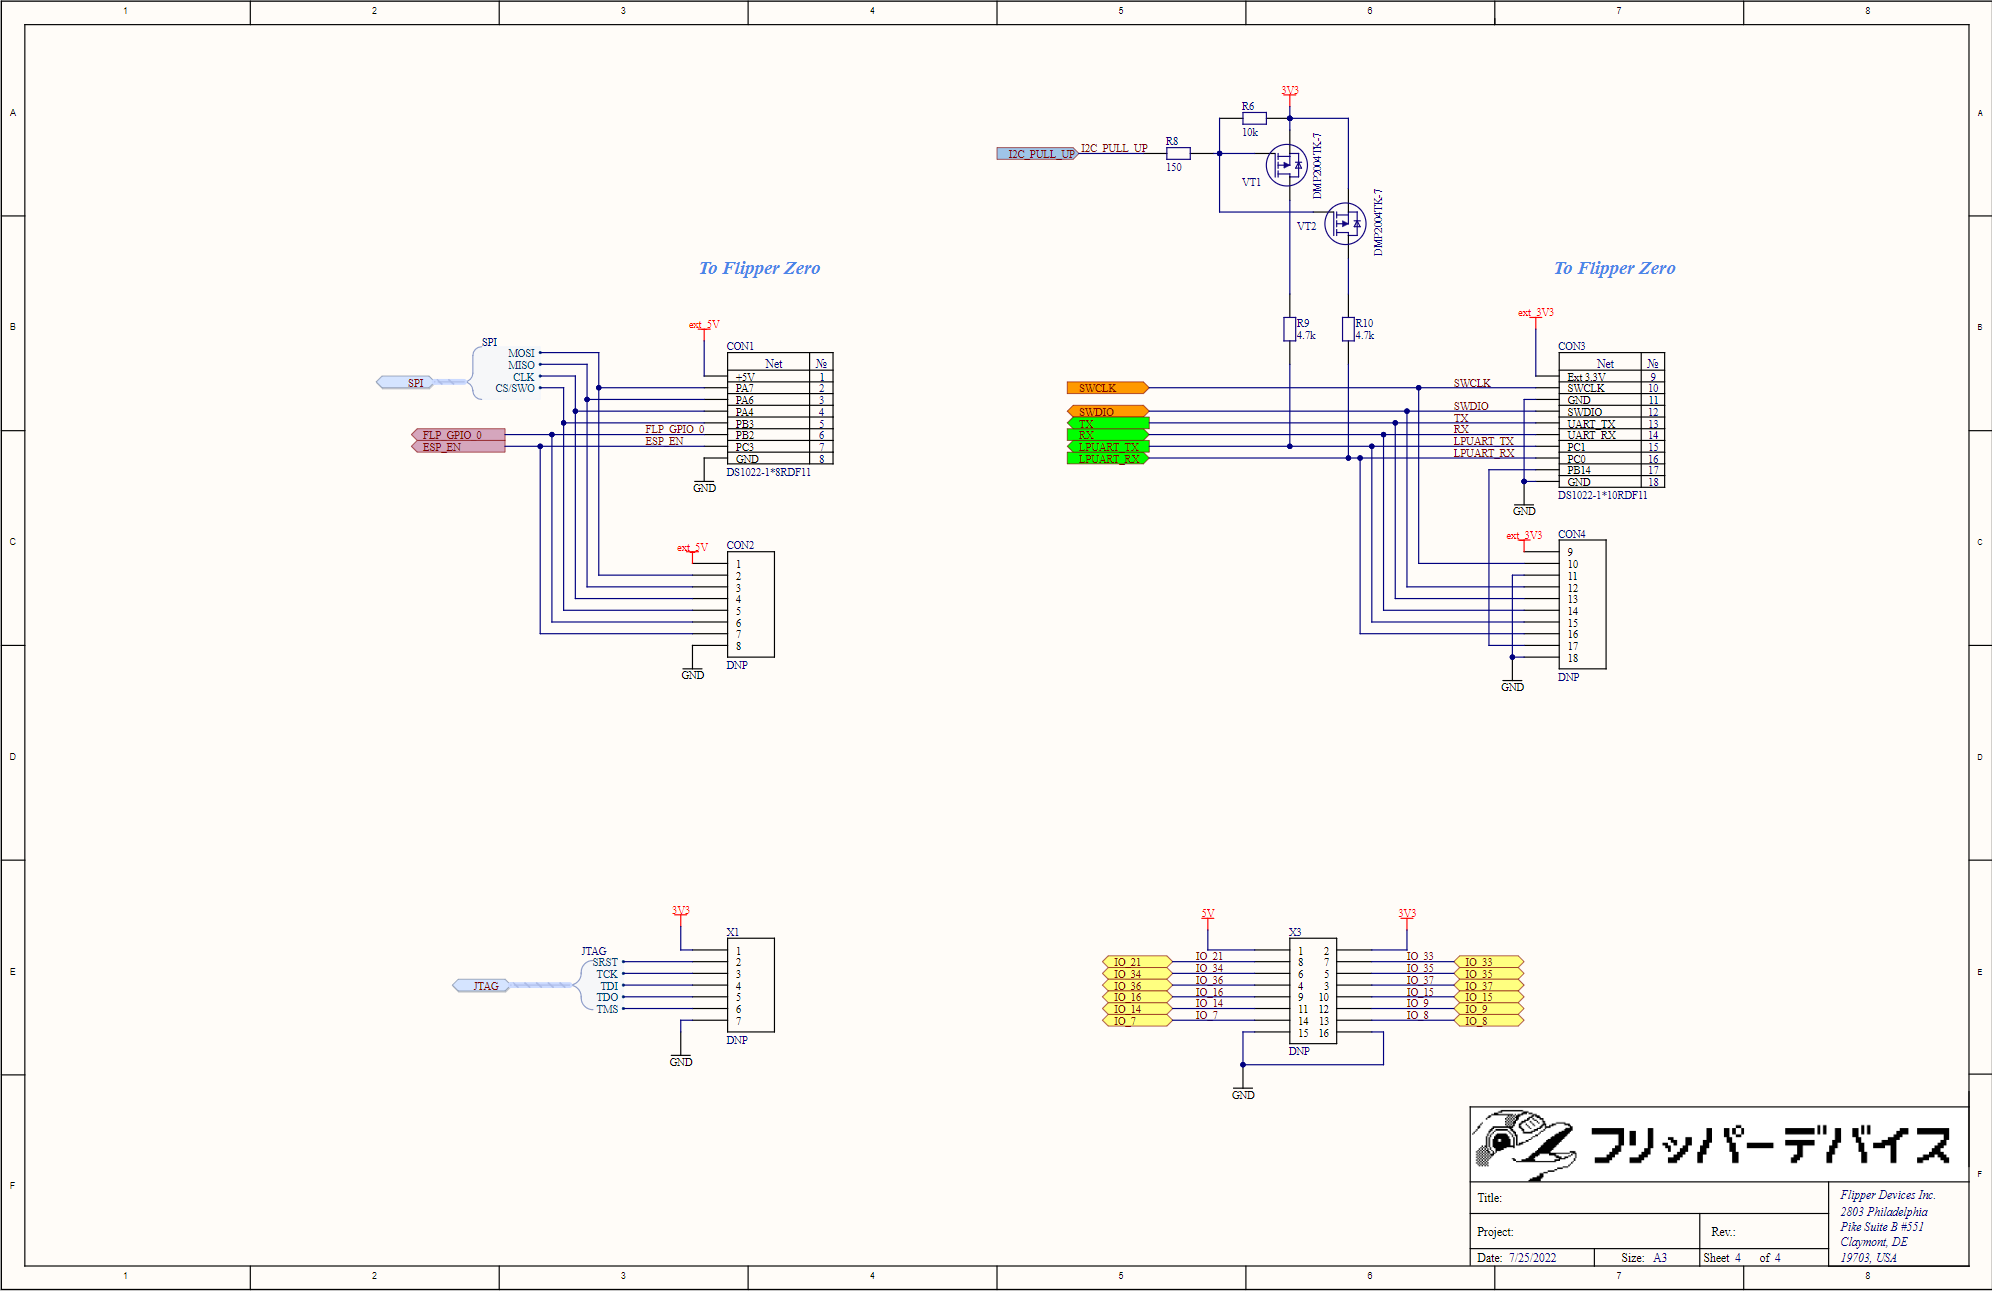 1 2 3 4 5 6 7 8
A A
B B
C C
D D
E E
F F
3V3
R6
10k
I2C_PULL_UP
I2C_PULL_UP
R8
150
VT1
DMP2004TK-7
VT2
DMP2004TK-7
R9
4.7k
R10
4.7k
To Flipper Zero
ext_5V
SPI
MOSI
MISO
CLK
CS/SWO
SPI
FLP_GPIO_0
ESP_EN
FLP_GPIO_0
ESP_EN
CON1
Net №
+5V 1
PA7 2
PA6 3
PA4 4
PB3 5
PB2 6
PC3 7
GND 8
DS1022-1*8RDF11
GND
ext_5V
CON2
1
2
3
4
5
6
7
8
DNP
GND
To Flipper Zero
ext_3V3
SWCLK
SWDIO
TX
RX
LPUART_TX
LPUART_RX
SWCLK
SWDIO
TX
RX
LPUART_TX
LPUART_RX
CON3
Net №
Ext 3.3V 9
SWCLK 10
GND 11
SWDIO 12
UART_TX 13
UART_RX 14
PC1 15
PC0 16
PB14 17
GND 18
DS1022-1*10RDF11
GND
ext_3V3
CON4
9
10
11
12
13
14
15
16
17
18
DNP
GND
3V3
JTAG
SRST
TCK
TDI
TDO
TMS
JTAG
X1
1
2
3
4
5
6
7
DNP
GND
5V 3V3
X3
1 2
IO_21 IO_21 8 7 IO_33 IO_33
IO_34 IO_34 6 5 IO_35 IO_35
IO_36 IO_36 4 3 IO_37 IO_37
IO_16 IO_16 9 10 IO_15 IO_15
IO_14 IO_14 11 12 IO_9 IO_9
IO_7 IO_7 14 13 IO_8 IO_8
15 16
DNP
GND
フリッパーデバイス
Title:
Project:
Rev.:
Date: 7/25/2022
Size: A3
Sheet 4 of 4
Flipper Devices Inc.
2803 Philadelphia
Pike Suite B #551
Claymont, DE
19703, USA
1 2 3 4 5 6 7 8